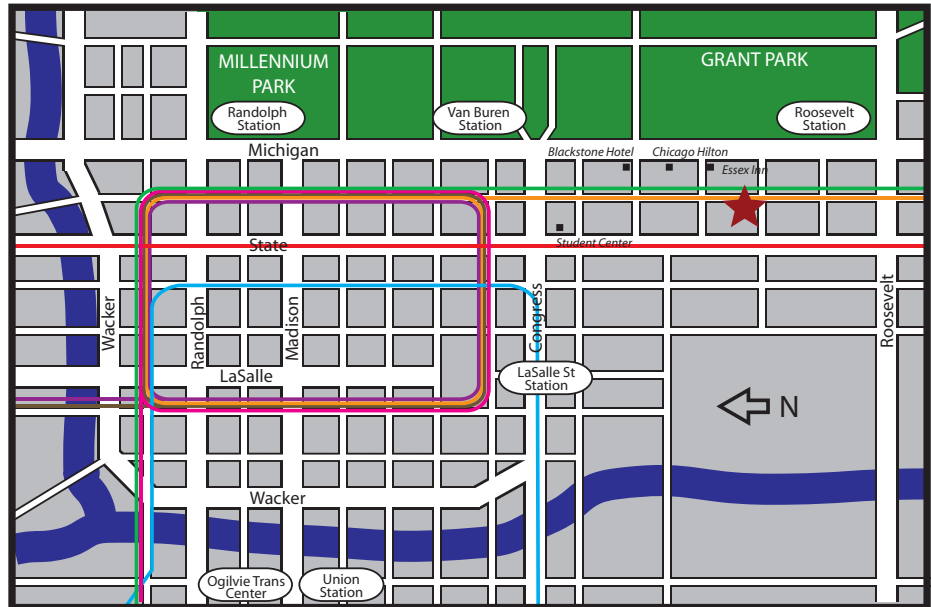 MILLENNIUM
PARK
GRANT PARK
Randolph
Station
Van Buren
Station
Roosevelt
Station
Michigan
Blackstone Hotel
Chicago Hilton
Essex Inn
State
Student Center
Wacker
Randolph
Madison
Congress
Roosevelt
LaSalle
LaSalle St
Station
N
Wacker
Ogilvie Trans
Center
Union
Station